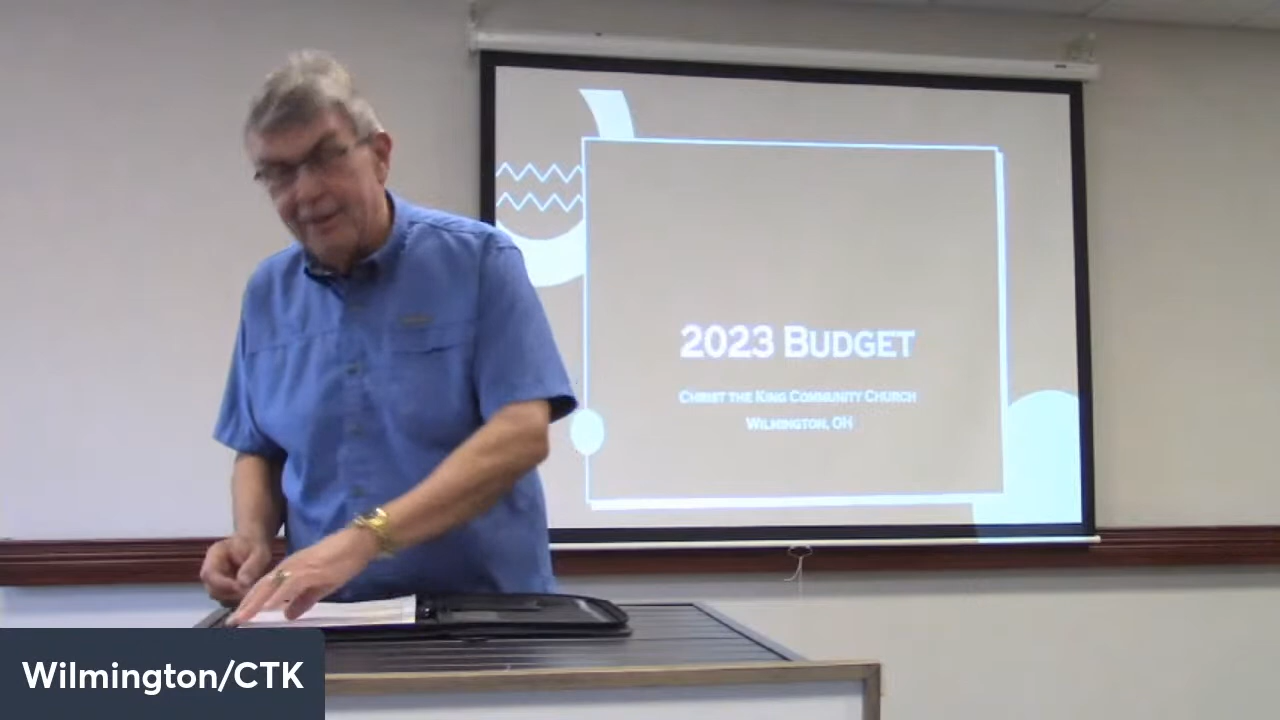 2023 BUDGET
CHRIST THE KING COMMUNITY CHURCH
WILMINGTON, OH
Wilmington/CTK